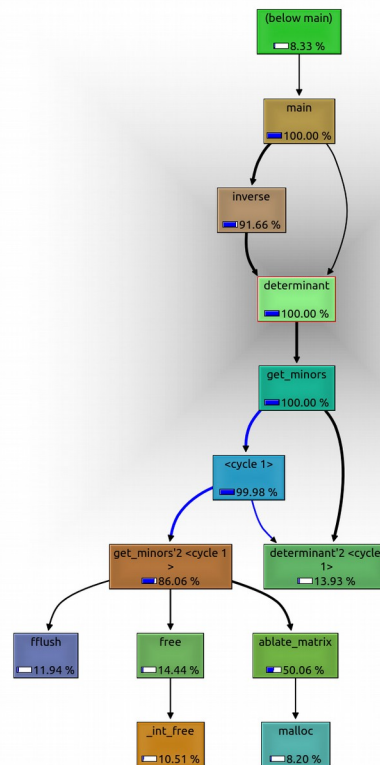 (below main)
8.33 %
main
100.00 %
inverse
91.66 %
determinant
100.00 %
get_minors
100.00 %
<cycle 1>
99.98 %
get_minors'2 <cycle 1
>
86.06 %
determinant'2 <cycle
1>
13.93 %
fflush
11.94 %
free
14.44 %
ablate_matrix
50.06 %
_int_free
10.51 %
malloc
8.20 %